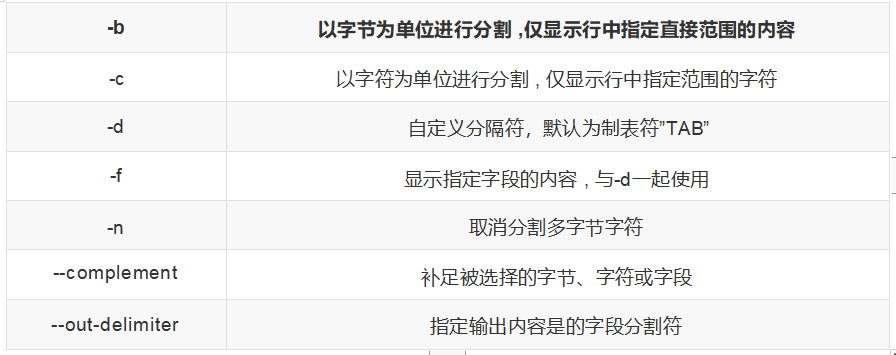 -b 以字节为单位进行分割 ,仅显示行中指定直接范围的内容
-c 以字符为单位进行分割 , 仅显示行中指定范围的字符
-d 自定义分隔符，默认为制表符”TAB”
-f 显示指定字段的内容 , 与-d一起使用
-n 取消分割多字节字符
--complement 补足被选择的字节、字符或字段
--out-delimiter 指定输出内容是的字段分割符